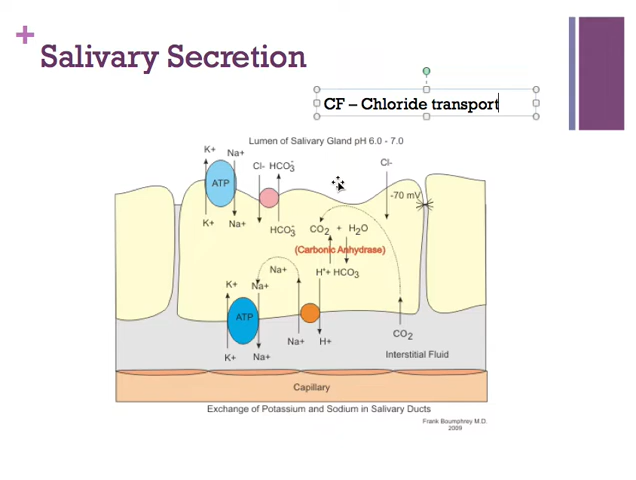 +
Salivary Secretion
CF – Chloride transport
Lumen of Salivary Gland pH 6.0 - 7.0
K+
Na+
Cl- HCO3-
Cl-
ATP
-70 mV
K+
Na+
HCO3-
CO2 + H2O
(Carbonic Anhydrase)
Na+
H+ HCO3
K+
Na+
ATP
CO2
K+
Na+
Na+
H+
Interstitial Fluid
Capillary
Exchange of Potassium and Sodium in Salivary Ducts
Frank Boumphrey M.D.
2009